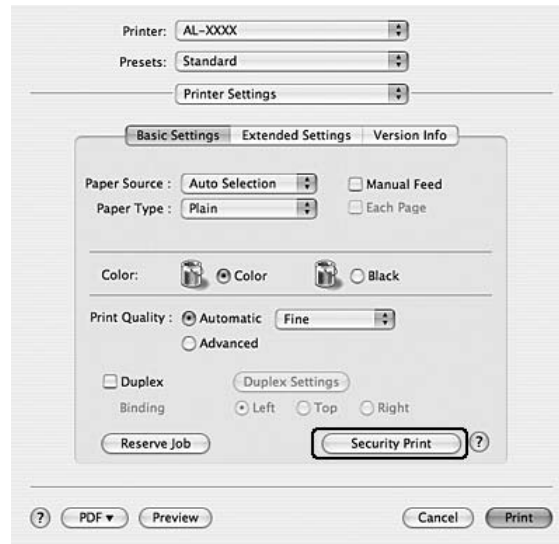 Printer: AL-XXXX
Presets: Standard
Printer Settings
Basic Settings Extended Settings Version Info
Paper Source : Auto Selection Manual Feed
Paper Type : Plain Each Page
Color: Color Black
Print Quality : Automatic Fine
Advanced
Duplex Duplex Settings
Binding Left Top Right
Reserve Job Security Print ?
? PDF ▼ Preview Cancel Print